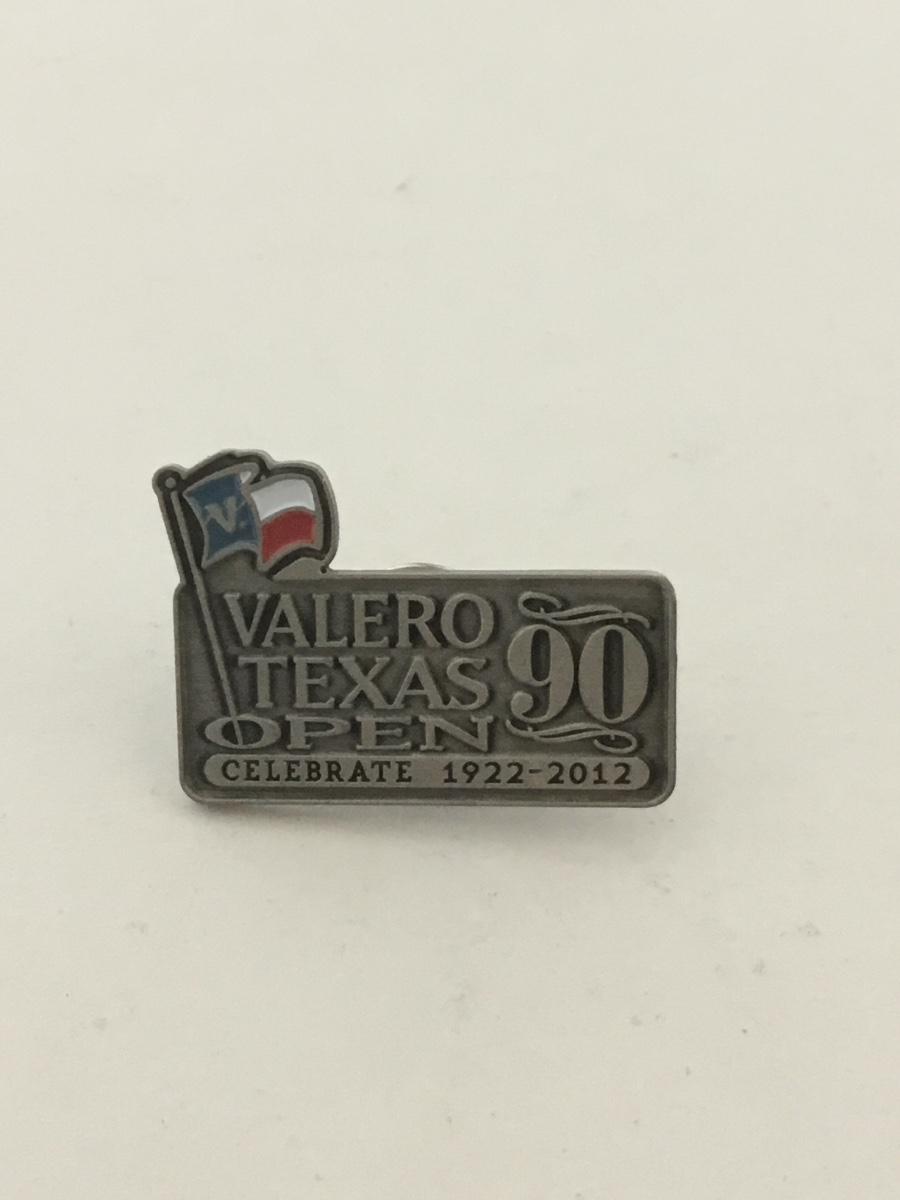 V
VALERO
TEXAS
OPEN
90
CELEBRATE 1922-2012